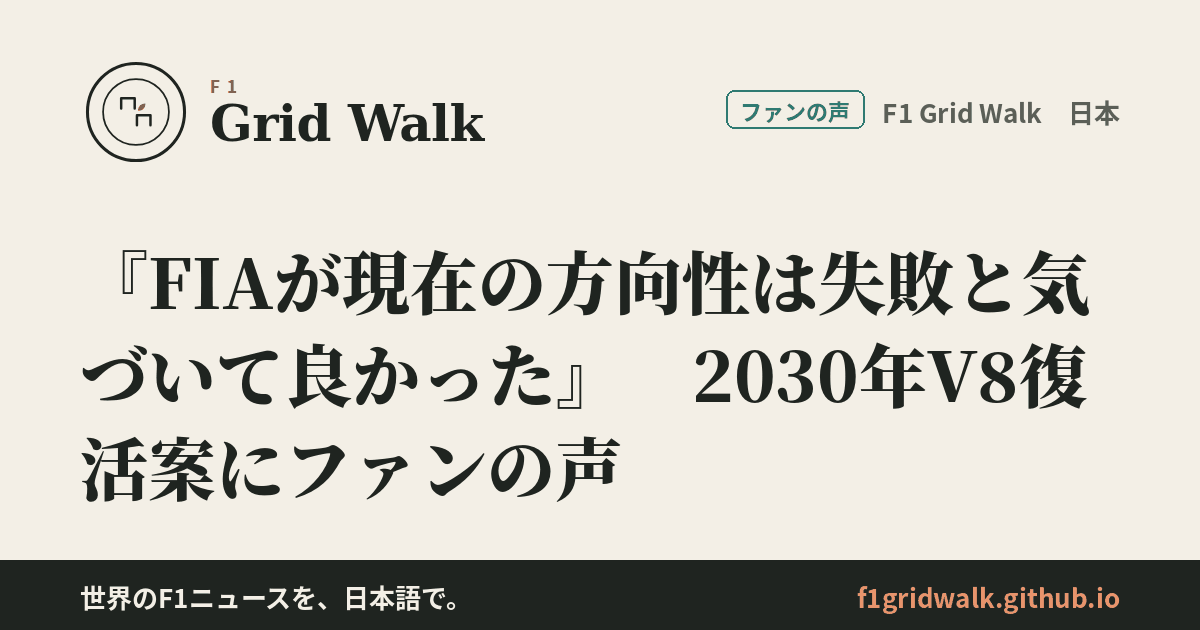 F1
Grid Walk
ファンの声
F1 Grid Walk 日本
『FIAが現在の方向性は失敗と気
づいて良かった』 2030年V8復
活案にファンの声
世界のF1ニュースを、日本語で。
f1gridwalk.github.io